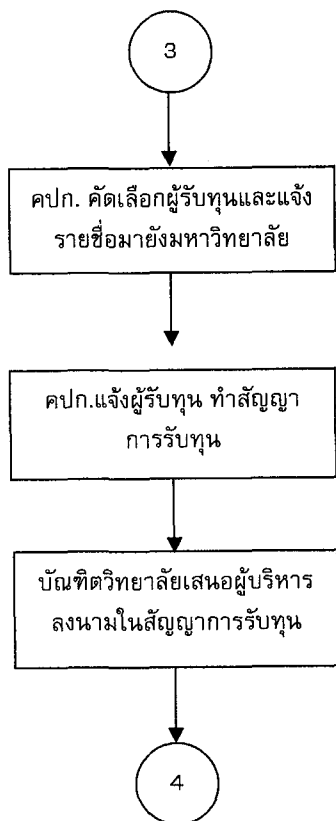 3
คปก. คัดเลือกผู้รับทุนและแจ้ง
รายชื่อมายังมหาวิทยาลัย
คปก.แจ้งผู้รับทุน ทำสัญญา
การรับทุน
บัณฑิตวิทยาลัยเสนอผู้บริหาร
ลงนามในสัญญาการรับทุน
4